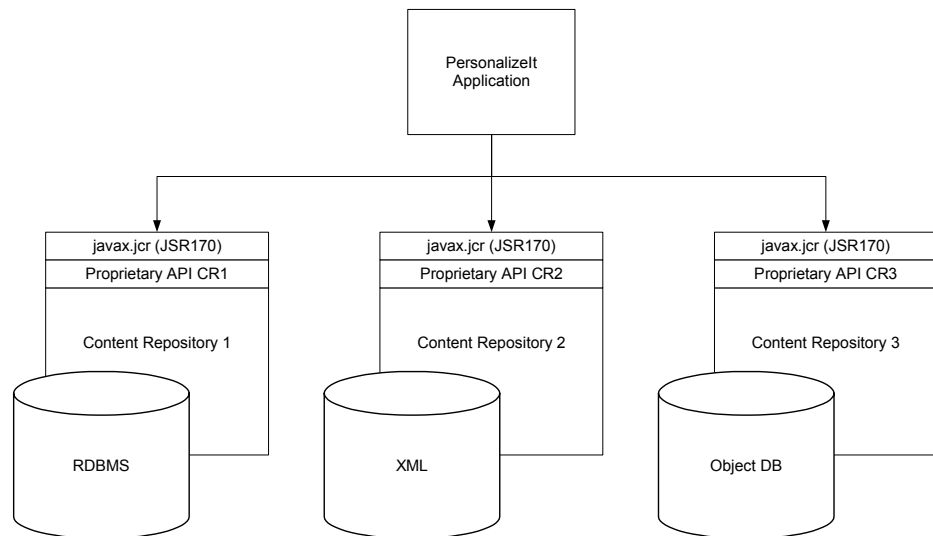 PersonalizeIt
Application
javax.jcr (JSR170)
Proprietary API CR1
Content Repository 1
RDBMS
javax.jcr (JSR170)
Proprietary API CR2
Content Repository 2
XML
javax.jcr (JSR170)
Proprietary API CR3
Content Repository 3
Object DB